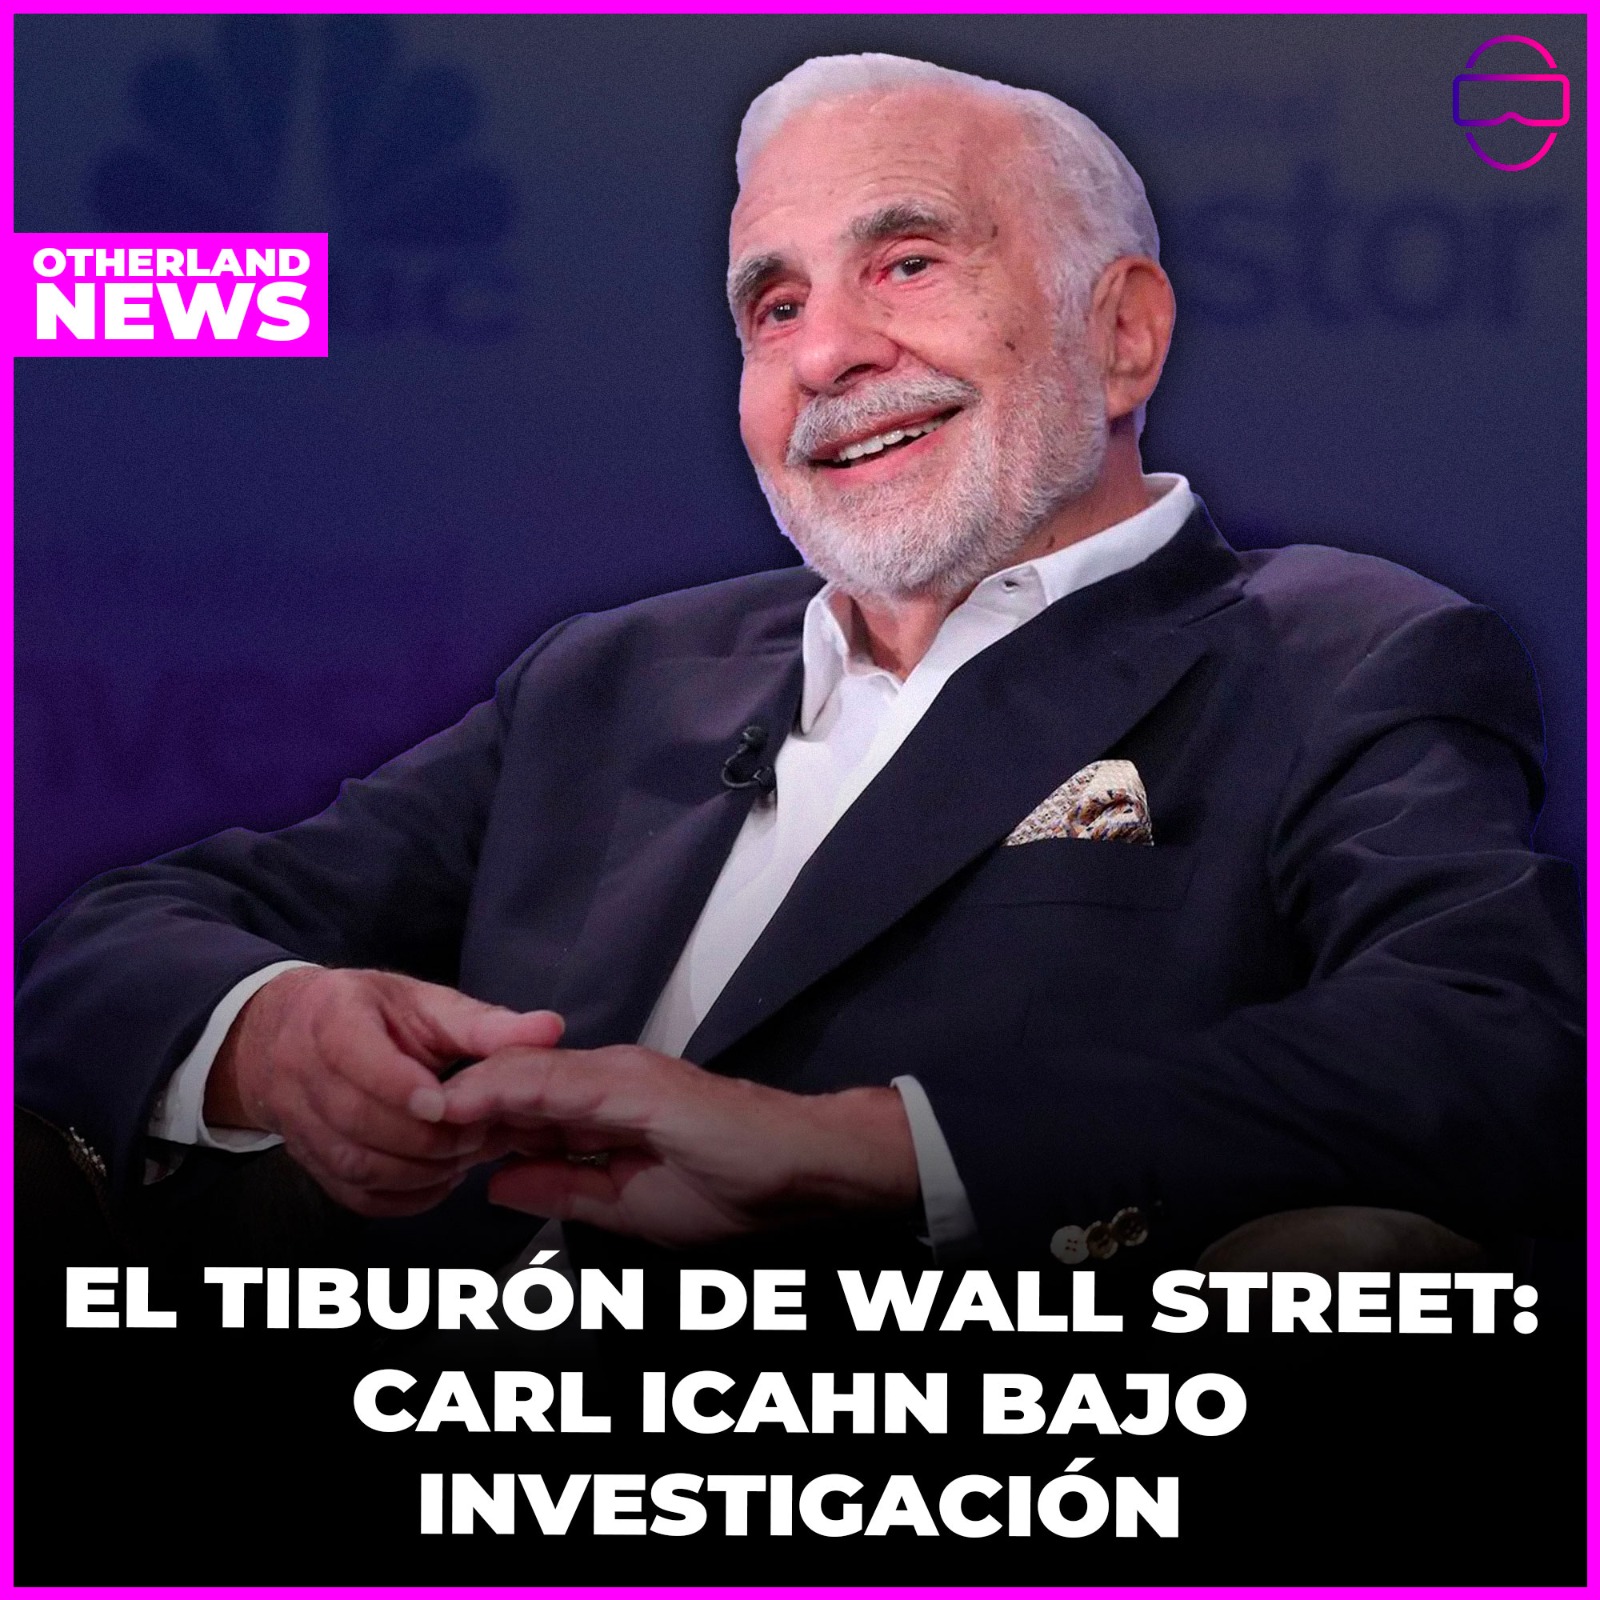 OTHERLAND
NEWS
EL TIBURÓN DE WALL STREET:
CARL ICAHN BAJO
INVESTIGACIÓN